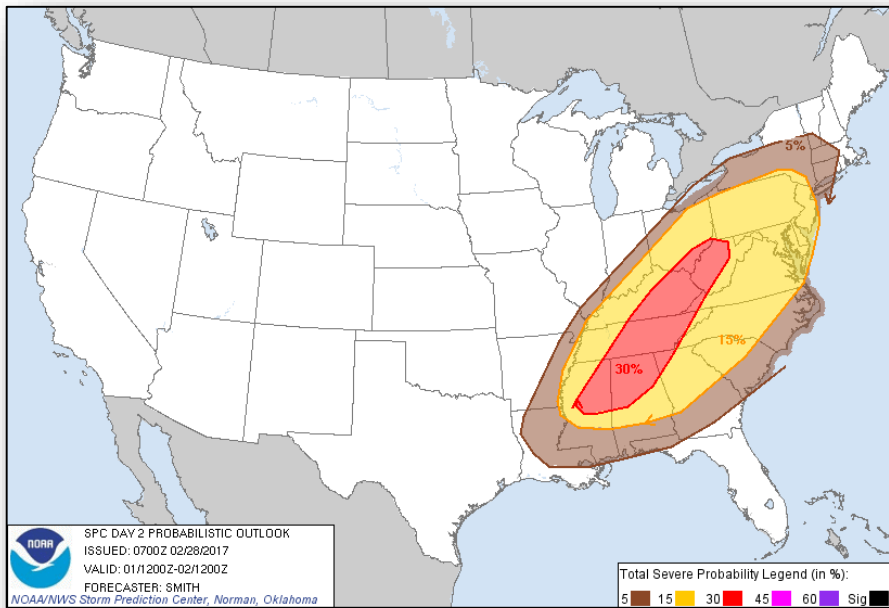 5%
15%
30%
NOAA
SPC DAY 2 PROBABILISTIC OUTLOOK
ISSUED: 0700Z 02/28/2017
VALID: 01/1200Z-02/1200Z
FORECASTER: SMITH
NOAA/NWS Storm Prediction Center, Norman, Oklahoma
Total Severe Probability Legend (in %):
5 15 30 45 60 Sig